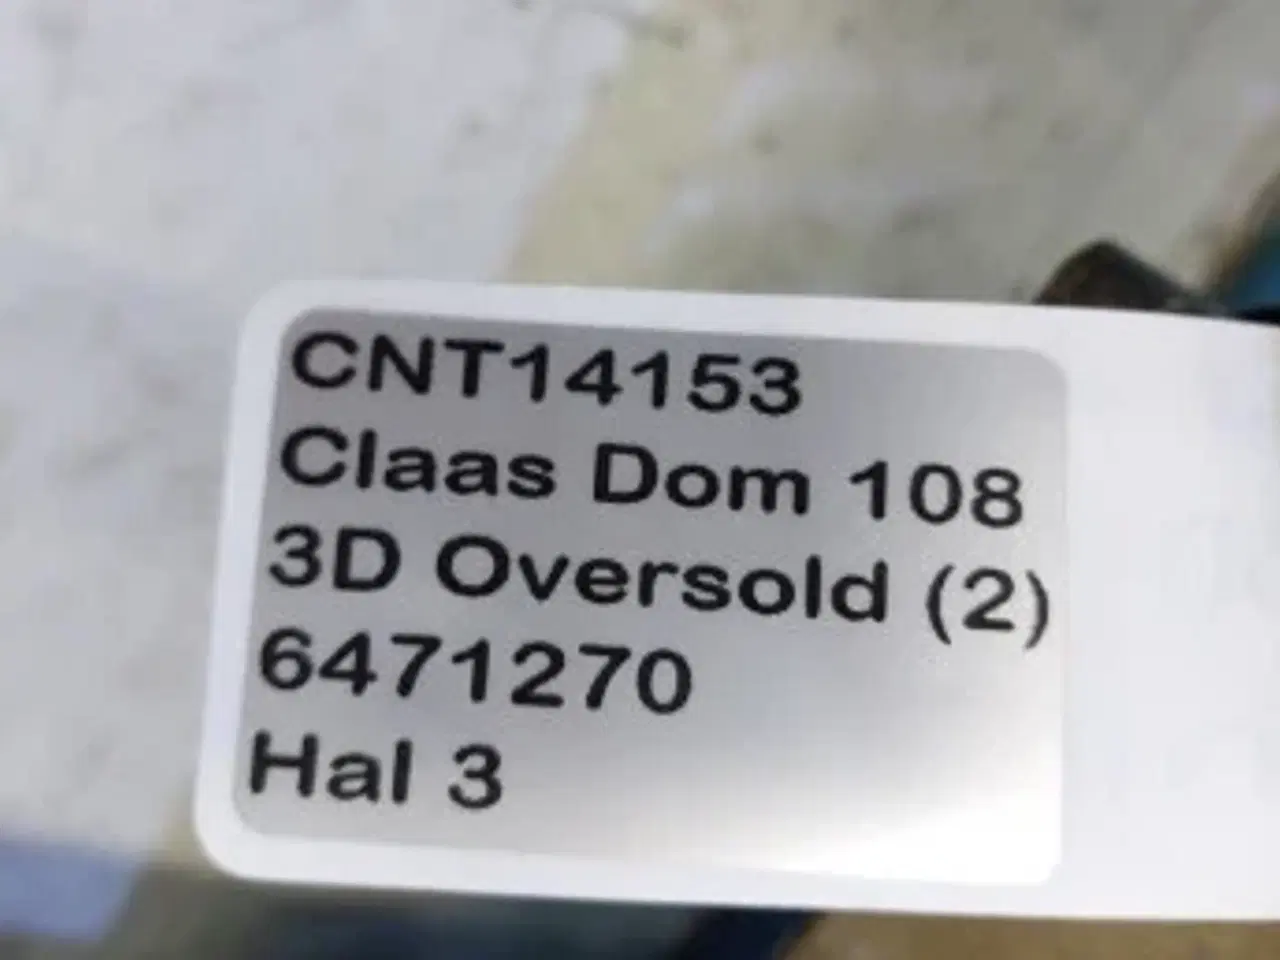 CNT14153
Claas Dom 108
3D Oversold (2)
6471270
Hal 3